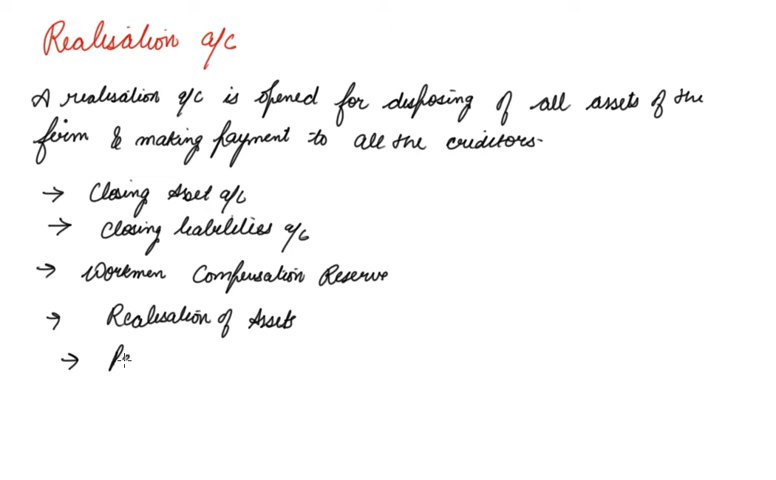 Realisation a/c
A realisation a/c is opened for disposing of all assets of the
firm & making payment to all the creditors.
→ Closing Asset a/c
→ Closing liabilities a/c
→ Workmen Compensation Reserve
→ Realisation of Assets
→